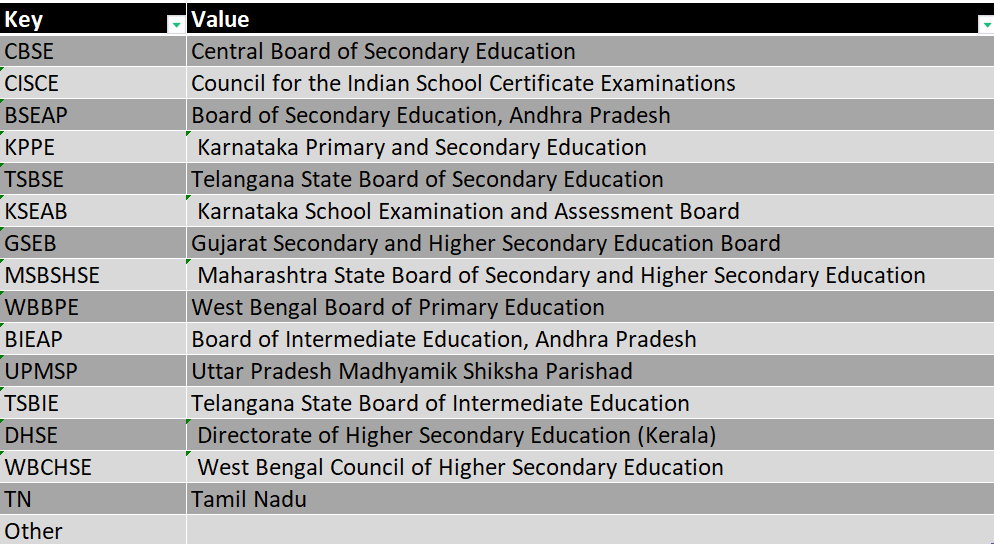 Key Value
CBSE Central Board of Secondary Education
CISCE Council for the Indian School Certificate Examinations
BSEAP Board of Secondary Education, Andhra Pradesh
KPPE Karnataka Primary and Secondary Education
TSBSE Telangana State Board of Secondary Education
KSEAB Karnataka School Examination and Assessment Board
GSEB Gujarat Secondary and Higher Secondary Education Board
MSBSHSE Maharashtra State Board of Secondary and Higher Secondary Education
WBBPE West Bengal Board of Primary Education
BIEAP Board of Intermediate Education, Andhra Pradesh
UPMSP Uttar Pradesh Madhyamik Shiksha Parishad
TSBIE Telangana State Board of Intermediate Education
DHSE Directorate of Higher Secondary Education (Kerala)
WBCHSE West Bengal Council of Higher Secondary Education
TN Tamil Nadu
Other